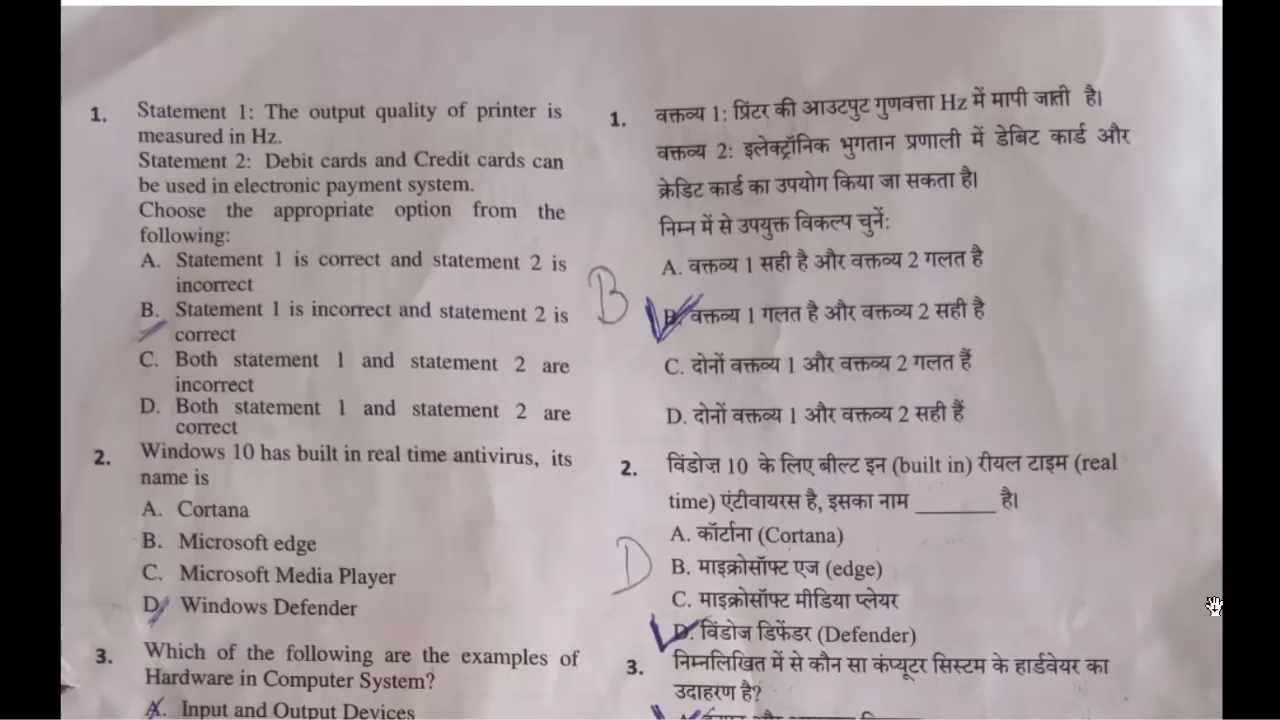 1. Statement 1: The output quality of printer is
measured in Hz.
Statement 2: Debit cards and Credit cards can
be used in electronic payment system.
Choose the appropriate option from the
following:
A. Statement 1 is correct and statement 2 is
incorrect
B. Statement 1 is incorrect and statement 2 is
correct
C. Both statement 1 and statement 2 are
incorrect
D. Both statement 1 and statement 2 are
correct
2. Windows 10 has built in real time antivirus, its
name is
A. Cortana
B. Microsoft edge
C. Microsoft Media Player
D. Windows Defender
3. Which of the following are the examples of
Hardware in Computer System?
A. Input and Output Devices
B
D
1. वक्तव्य 1: प्रिंटर की आउटपुट गुणवत्ता Hz में मापी जाती है।
वक्तव्य 2: इलेक्ट्रॉनिक भुगतान प्रणाली में डेबिट कार्ड और
क्रेडिट कार्ड का उपयोग किया जा सकता है।
निम्न में से उपयुक्त विकल्प चुनें:
A. वक्तव्य 1 सही है और वक्तव्य 2 गलत है
B. वक्तव्य 1 गलत है और वक्तव्य 2 सही है
C. दोनों वक्तव्य 1 और वक्तव्य 2 गलत हैं
D. दोनों वक्तव्य 1 और वक्तव्य 2 सही हैं
2. विंडोज़ 10 के लिए बील्ट इन (built in) रीयल टाइम (real
time) एंटीवायरस है, इसका नाम ________ है।
A. कॉर्टाना (Cortana)
B. माइक्रोसॉफ्ट एज (edge)
C. माइक्रोसॉफ्ट मीडिया प्लेयर
D. विंडोज डिफेंडर (Defender)
3. निम्नलिखित में से कौन सा कंप्यूटर सिस्टम के हार्डवेयर का
उदाहरण है?